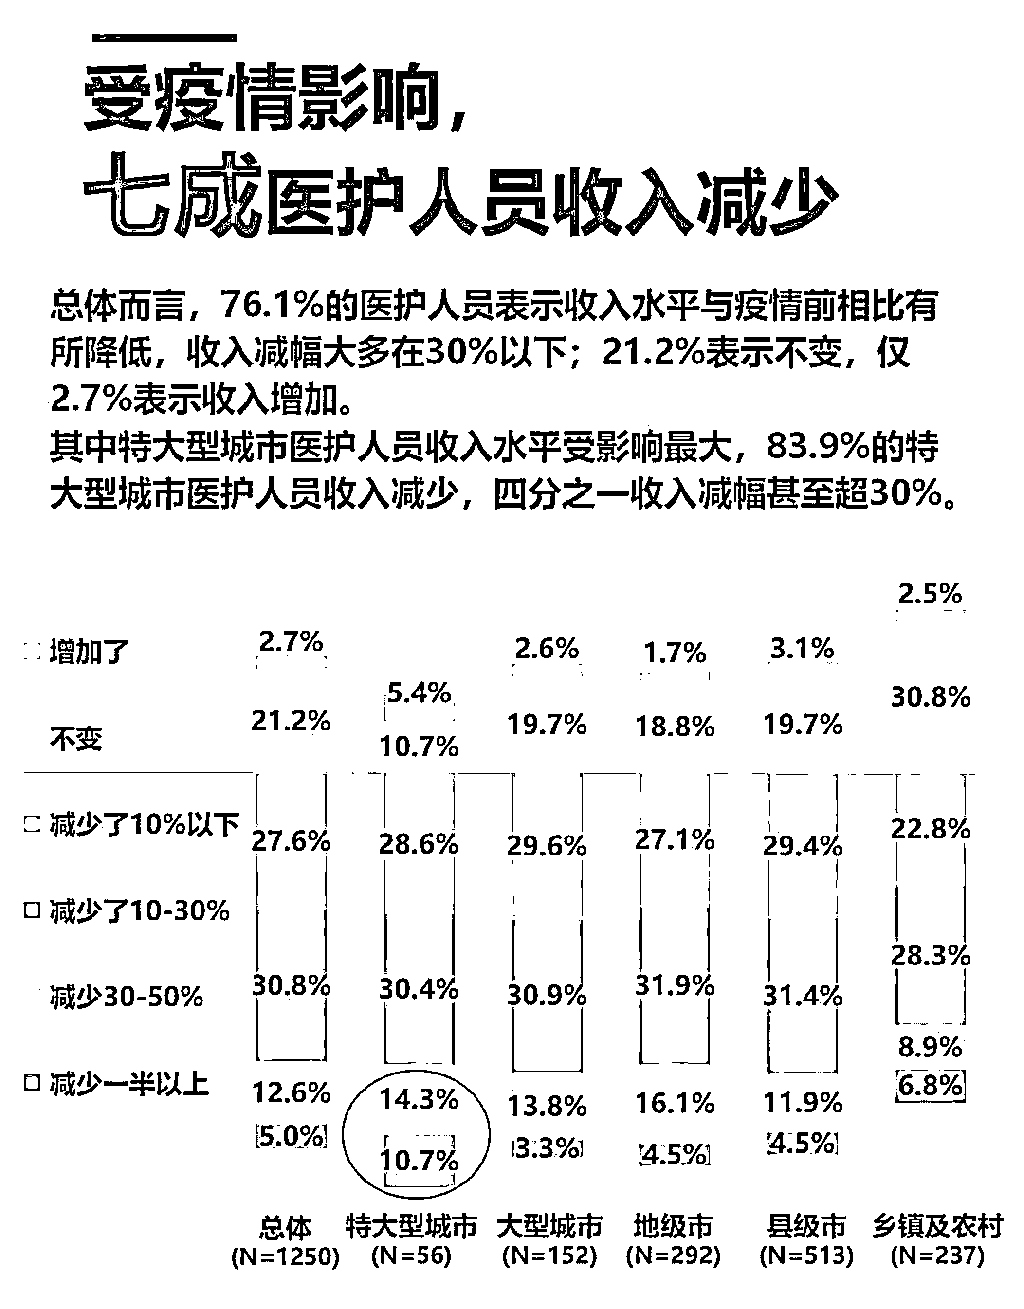 受疫情影响，
七成医护人员收入减少
总体而言，76.1%的医护人员表示收入水平与疫情前相比有
所降低，收入减幅大多在30%以下；21.2%表示不变，仅
2.7%表示收入增加。
其中特大型城市医护人员收入水平受影响最大，83.9%的特
大型城市医护人员收入减少，四分之一收入减幅甚至超30%。
增加了 2.7% 5.4% 2.6% 1.7% 3.1% 2.5%
不变 21.2% 10.7% 19.7% 18.8% 19.7% 30.8%
减少了10%以下 27.6% 28.6% 29.6% 27.1% 29.4% 22.8%
减少了10-30% 30.8% 30.4% 30.9% 31.9% 31.4% 28.3%
减少30-50% 12.6% 14.3% 13.8% 16.1% 11.9% 8.9%
减少一半以上 5.0% 10.7% 3.3% 4.5% 4.5% 6.8%
总体 特大型城市 大型城市 地级市 县级市 乡镇及农村
(N=1250) (N=56) (N=152) (N=292) (N=513) (N=237)